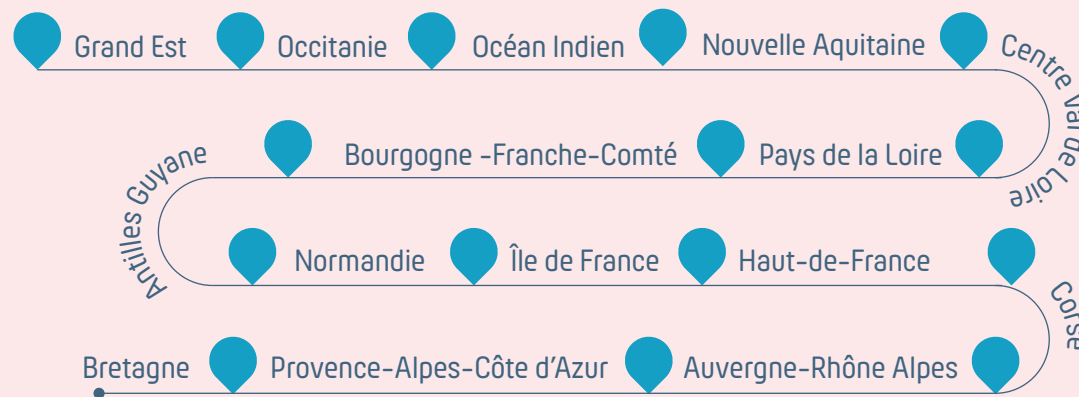 Grand Est
Occitanie
Océan Indien
Nouvelle Aquitaine
Centre Val de Loire
Pays de la Loire
Bourgogne -Franche-Comté
Antilles Guyane
Normandie
Île de France
Haut-de-France
Corse
Auvergne-Rhône Alpes
Provence-Alpes-Côte d'Azur
Bretagne